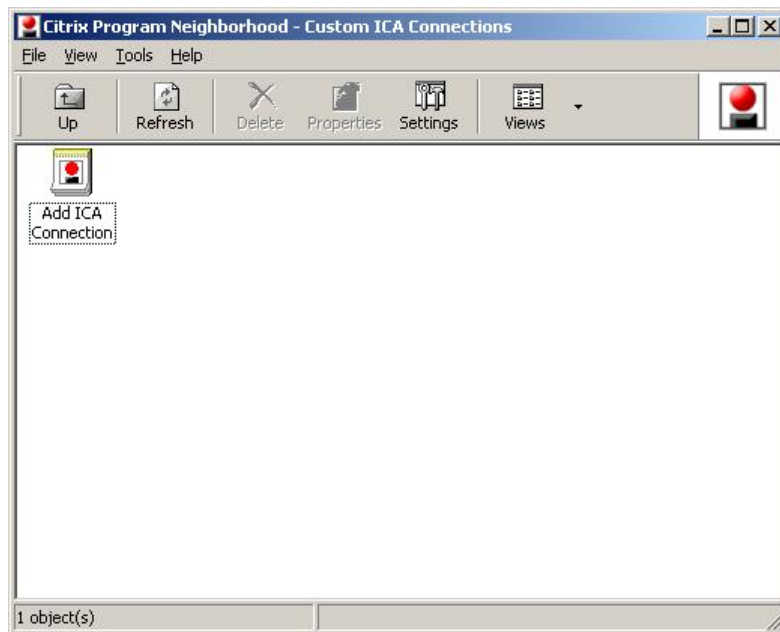 Citrix Program Neighborhood - Custom ICA Connections
File View Tools Help
Up Refresh Delete Properties Settings Views
Add ICA
Connection
1 object(s)